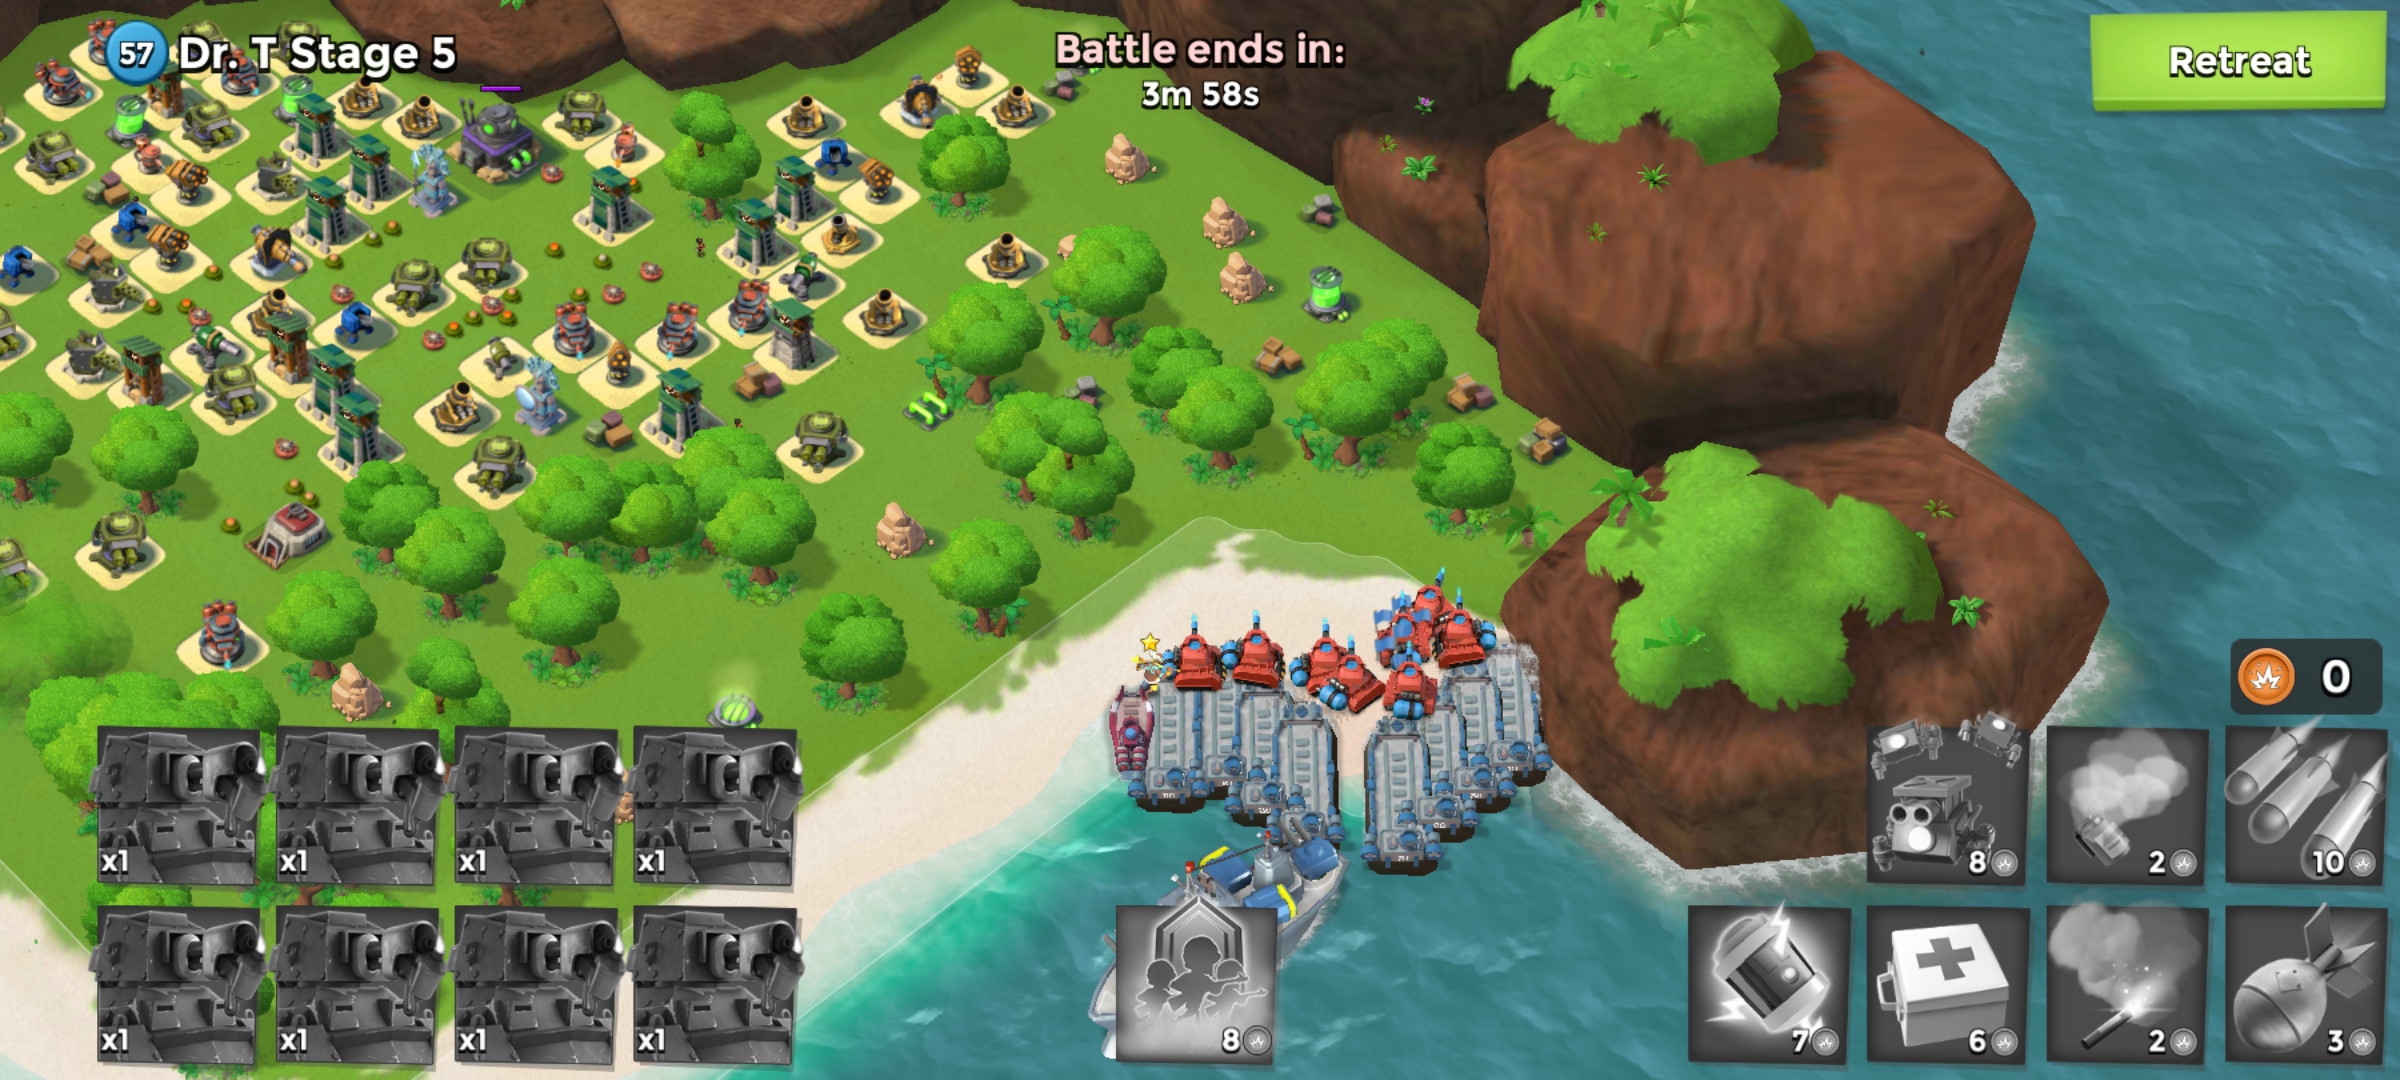 57 Dr. T Stage 5
Battle ends in:
3m 58s
Retreat
0
x1 x1 x1 x1
8 2 10
x1 x1 x1 x1
8
7 6 2 3